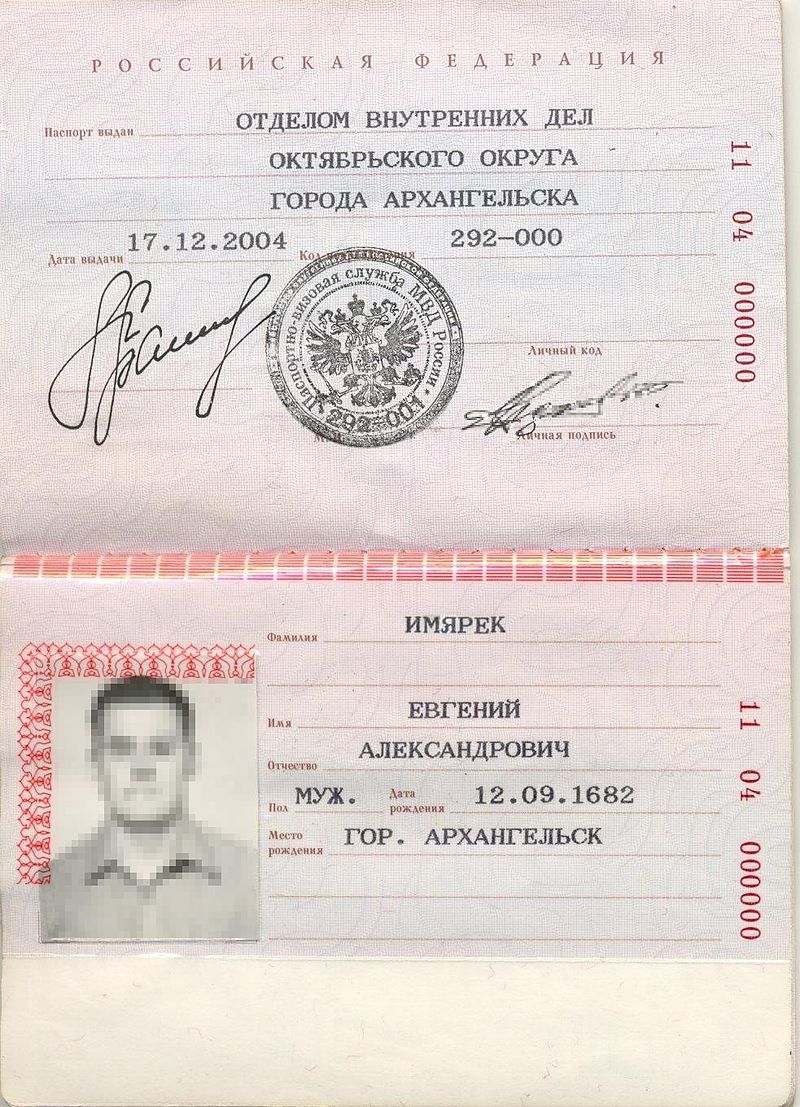 РОССИЙСКАЯ ФЕДЕРАЦИЯ
Паспорт выдан ОТДЕЛОМ ВНУТРЕННИХ ДЕЛ
ОКТЯБРЬСКОГО ОКРУГА
ГОРОДА АРХАНГЕЛЬСКА
Дата выдачи 17.12.2004 Код подразделения 292-000
Паспортно-визовая служба МВД России
292-001
Личный код
М.П. Личная подпись
11 04 000000
Фамилия ИМЯРЕК
Имя ЕВГЕНИЙ
Отчество АЛЕКСАНДРОВИЧ
Пол МУЖ. Дата рождения 12.09.1682
Место рождения ГОР. АРХАНГЕЛЬСК
11 04 000000